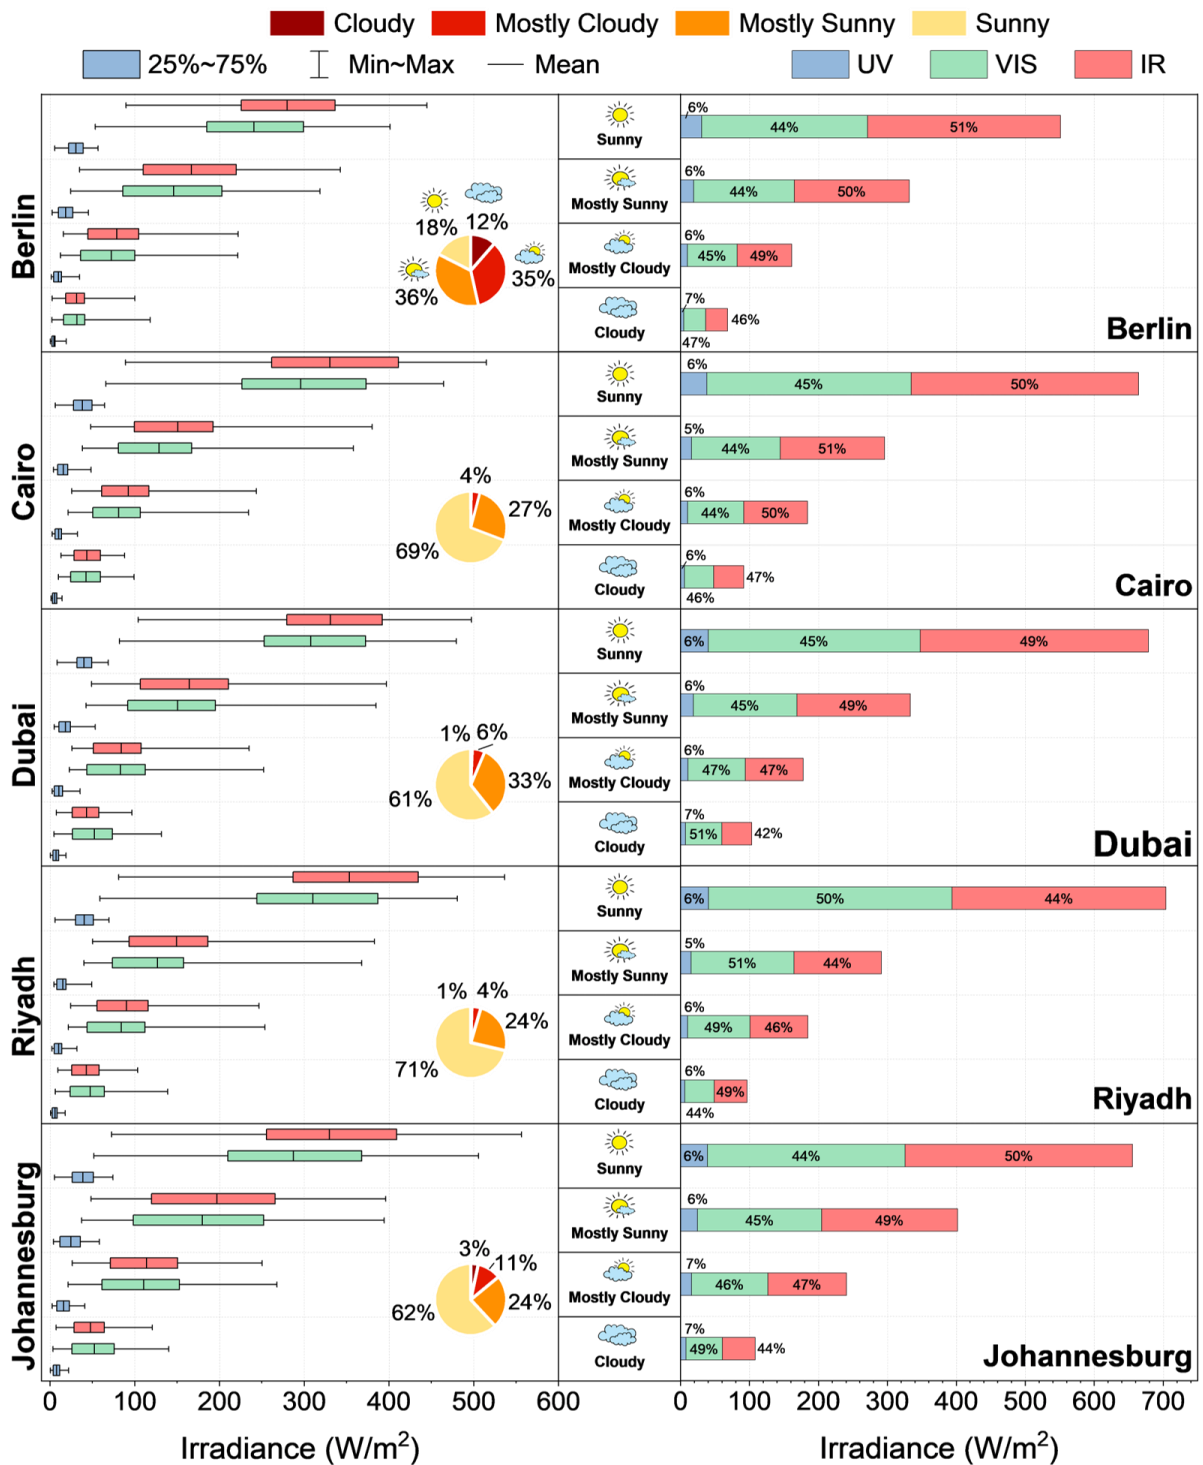 Cloudy Mostly Cloudy Mostly Sunny Sunny
25%~75% Min~Max Mean UV VIS IR
Berlin
18% 12%
36% 35%
Sunny
6% 44% 51%
Mostly Sunny
6% 44% 50%
Mostly Cloudy
6% 45% 49%
Cloudy
7% 47% 46%
Berlin
Cairo
4%
27%
69%
Sunny
6% 45% 50%
Mostly Sunny
5% 44% 51%
Mostly Cloudy
6% 44% 50%
Cloudy
6% 46% 47%
Cairo
Dubai
1% 6%
33%
61%
Sunny
6% 45% 49%
Mostly Sunny
6% 45% 49%
Mostly Cloudy
6% 47% 47%
Cloudy
7% 51% 42%
Dubai
Riyadh
1% 4%
24%
71%
Sunny
6% 50% 44%
Mostly Sunny
5% 51% 44%
Mostly Cloudy
6% 49% 46%
Cloudy
6% 44% 49%
Riyadh
Johannesburg
3% 11%
24%
62%
Sunny
6% 44% 50%
Mostly Sunny
6% 45% 49%
Mostly Cloudy
7% 46% 47%
Cloudy
7% 49% 44%
Johannesburg
0 100 200 300 400 500 600
0 100 200 300 400 500 600 700
Irradiance (W/m²)
Irradiance (W/m²)